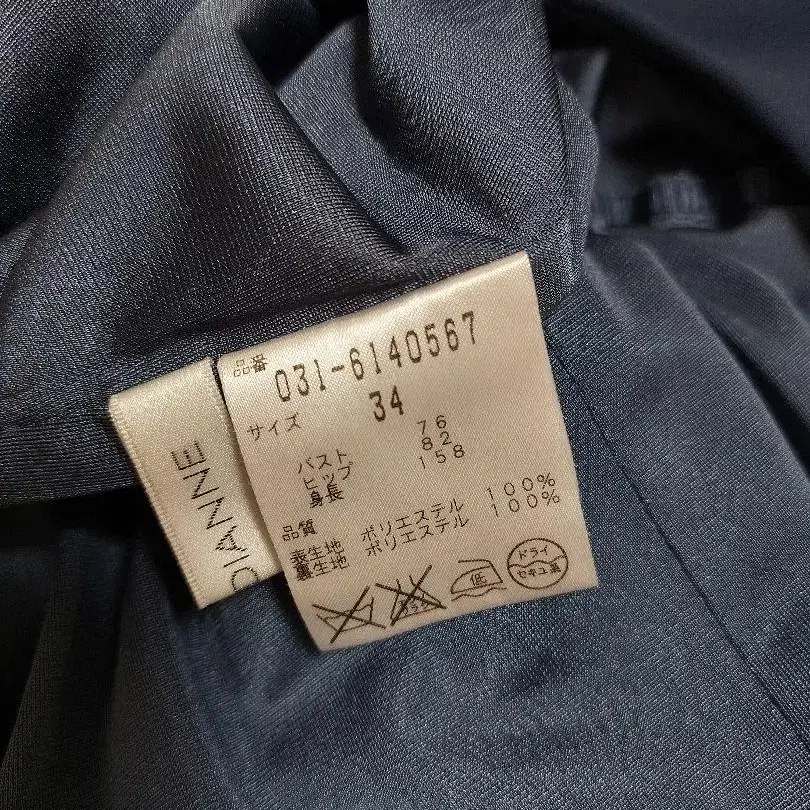 品番 031-6140567
サイズ 34
バスト 76
ヒップ 82
身長 158
品質
表生地 ポリエステル 100%
裏生地 ポリエステル 100%
低
ドライ
セキユ系
DIANNE